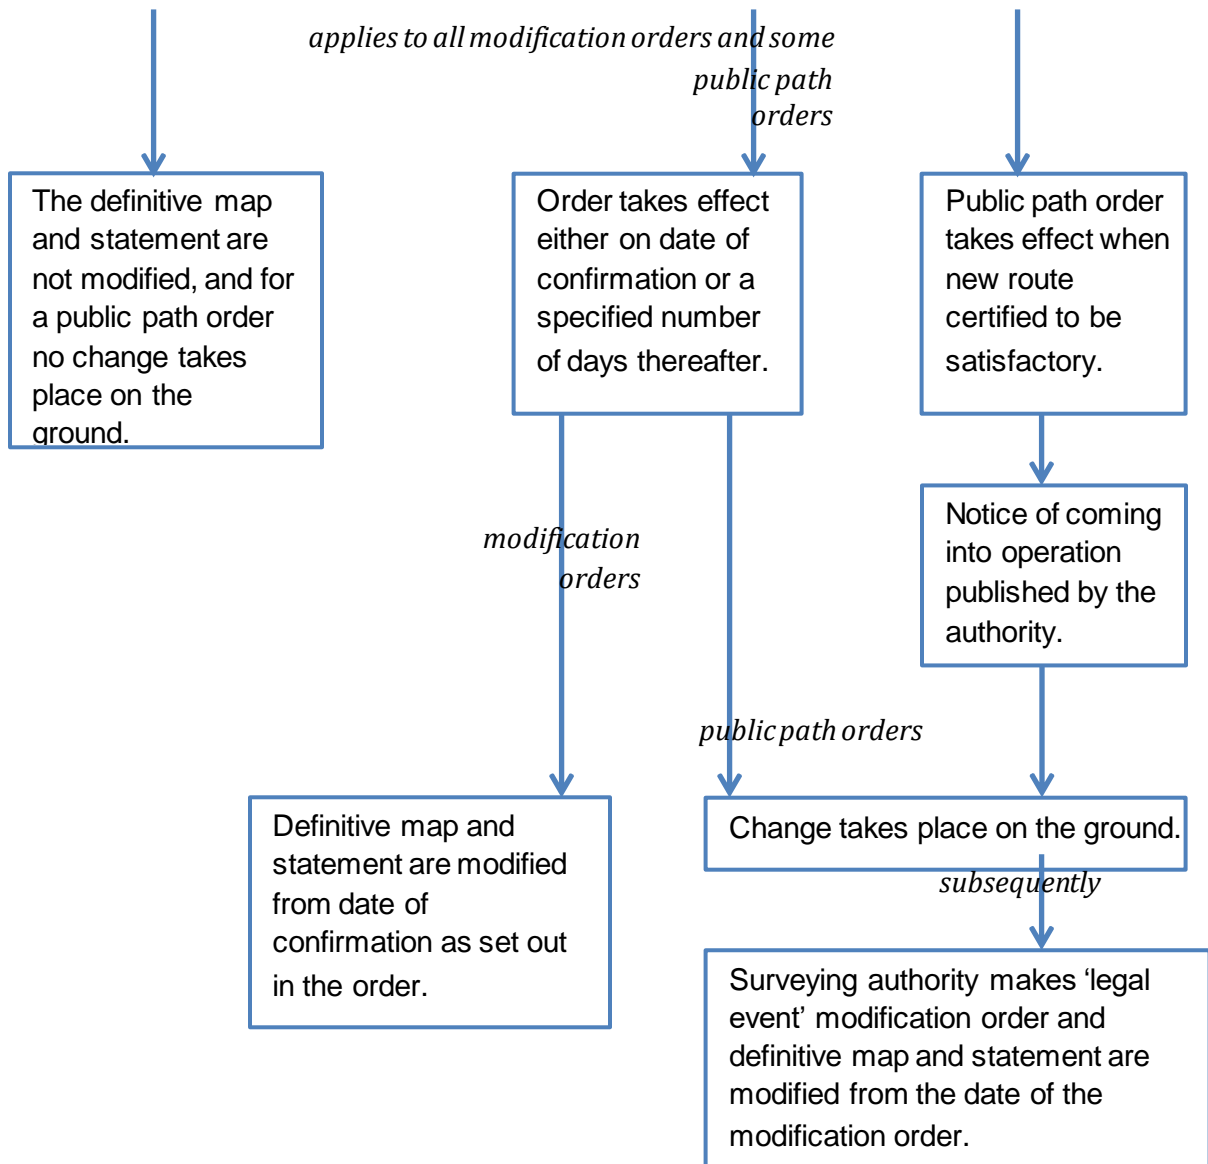 applies to all modification orders and some
public path
orders
The definitive map
and statement are
not modified, and for
a public path order
no change takes
place on the
ground.
Order takes effect
either on date of
confirmation or a
specified number
of days thereafter.
Public path order
takes effect when
new route
certified to be
satisfactory.
modification
orders
Notice of coming
into operation
published by the
authority.
public path orders
Definitive map and
statement are modified
from date of
confirmation as set out
in the order.
Change takes place on the ground.
subsequently
Surveying authority makes ‘legal
event’ modification order and
definitive map and statement are
modified from the date of the
modification order.